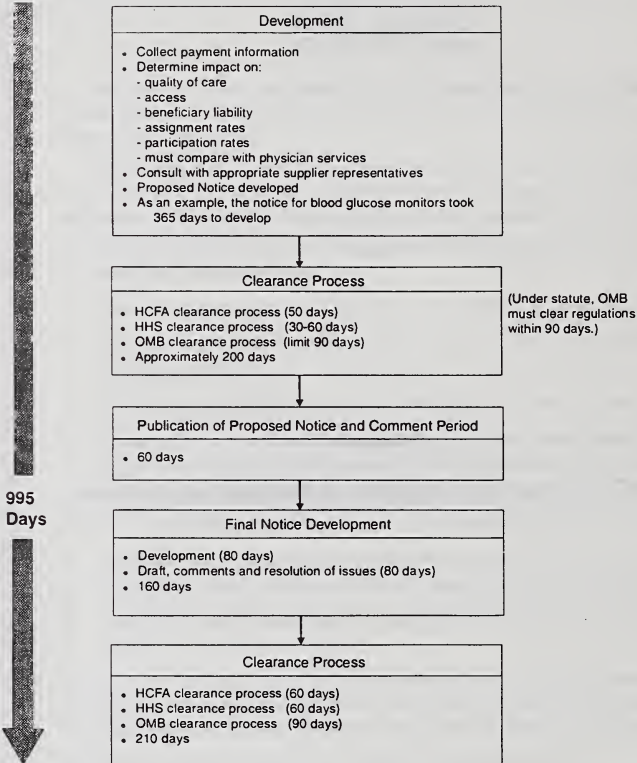 Development
• Collect payment information
• Determine impact on:
- quality of care
- access
- beneficiary liability
- assignment rates
- participation rates
- must compare with physician services
• Consult with appropriate supplier representatives
• Proposed Notice developed
• As an example, the notice for blood glucose monitors took
365 days to develop
Clearance Process
• HCFA clearance process (50 days)
• HHS clearance process (30-60 days)
• OMB clearance process (limit 90 days)
• Approximately 200 days
(Under statute, OMB
must clear regulations
within 90 days.)
Publication of Proposed Notice and Comment Period
• 60 days
995
Days
Final Notice Development
• Development (80 days)
• Draft, comments and resolution of issues (80 days)
• 160 days
Clearance Process
• HCFA clearance process (60 days)
• HHS clearance process (60 days)
• OMB clearance process (90 days)
• 210 days